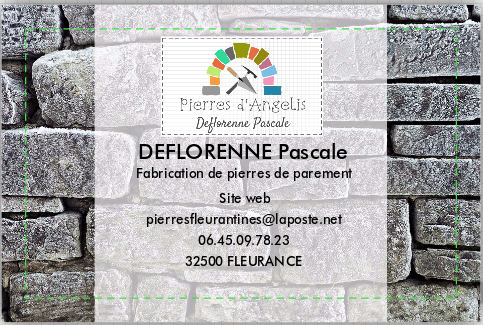 Pierres d'Angelis
Deflorenne Pascale
DEFLORENNE Pascale
Fabrication de pierres de parement
Site web
pierresfleurantines@laposte.net
06.45.09.78.23
32500 FLEURANCE